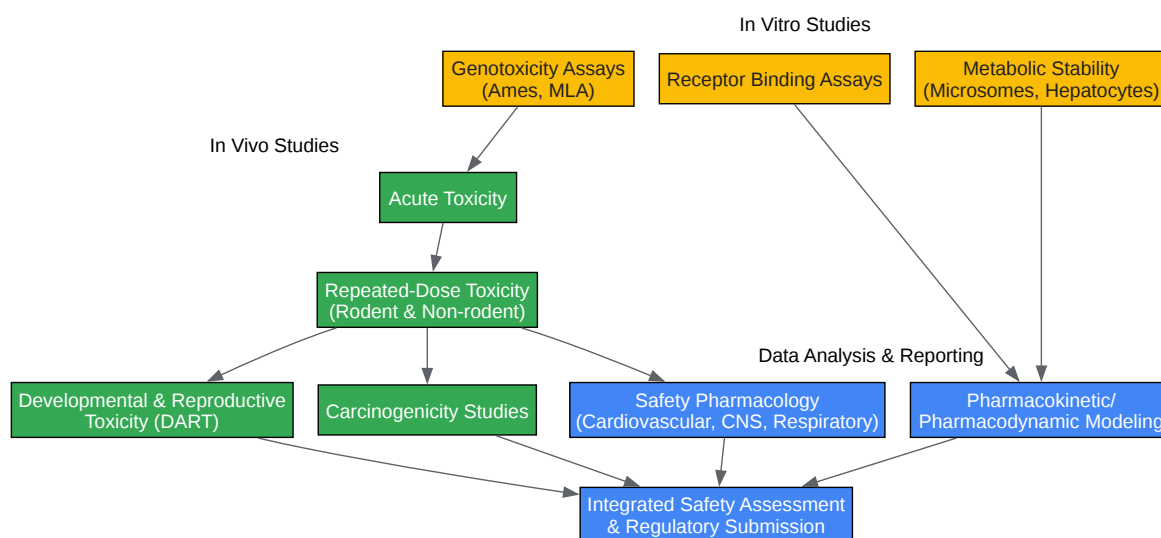 In Vitro Studies
Genotoxicity Assays
(Ames, MLA)
Receptor Binding Assays
Metabolic Stability
(Microsomes, Hepatocytes)
In Vivo Studies
Acute Toxicity
Repeated-Dose Toxicity
(Rodent & Non-rodent)
Data Analysis & Reporting
Developmental & Reproductive
Toxicity (DART)
Carcinogenicity Studies
Safety Pharmacology
(Cardiovascular, CNS, Respiratory)
Pharmacokinetic/
Pharmacodynamic Modeling
Integrated Safety Assessment
& Regulatory Submission